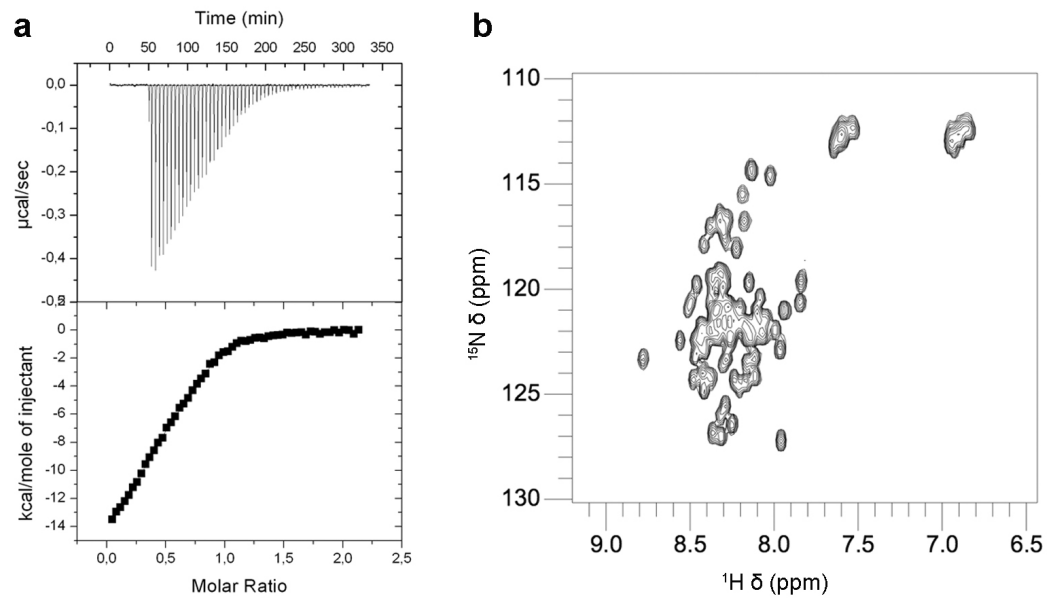 a
Time (min)
0 50 100 150 200 250 300 350
0,0
-0,1
-0,2
-0,3
-0,4
-0,5
µcal/sec
0
-2
-4
-6
-8
-10
-12
-14
kcal/mole of injectant
0,0 0,5 1,0 1,5 2,0 2,5
Molar Ratio
b
110
115
120
125
130
15N δ (ppm)
9.0 8.5 8.0 7.5 7.0 6.5
1H δ (ppm)